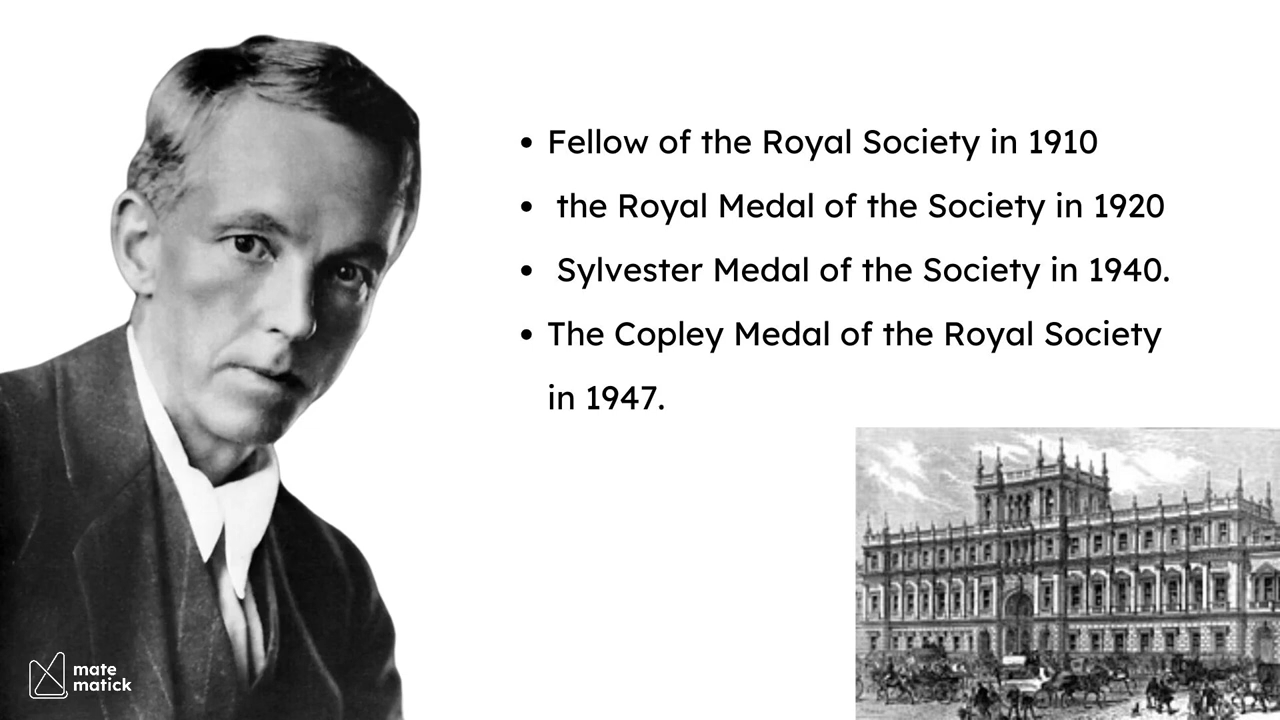 • Fellow of the Royal Society in 1910
• the Royal Medal of the Society in 1920
• Sylvester Medal of the Society in 1940.
• The Copley Medal of the Royal Society
in 1947.
mate
matick